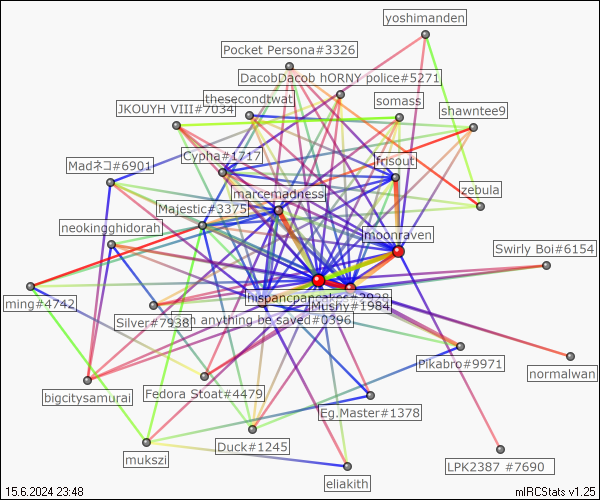 yoshimanden
Pocket Persona#3326
DacobDacob hORNY police#5271
thesecondtwat
JKOUYH VIII#7034
somass
shawntee9
Cypha#1717
frisout
Madネコ#6901
zebula
marcemadness
Majestic#3375
neokingghidorah
moonraven
Swirly Boi#6154
ming#4742
hispancpancakes#2928
Mushy#1984
Silver#7938
anything be saved#0396
Pikabro#9971
normalwan
bigcitysamurai
Fedora Stoat#4479
Eg.Master#1378
mukszi
Duck#1245
LPK2387 #7690
eliakith
15.6.2024 23:48
mIRCStats v1.25